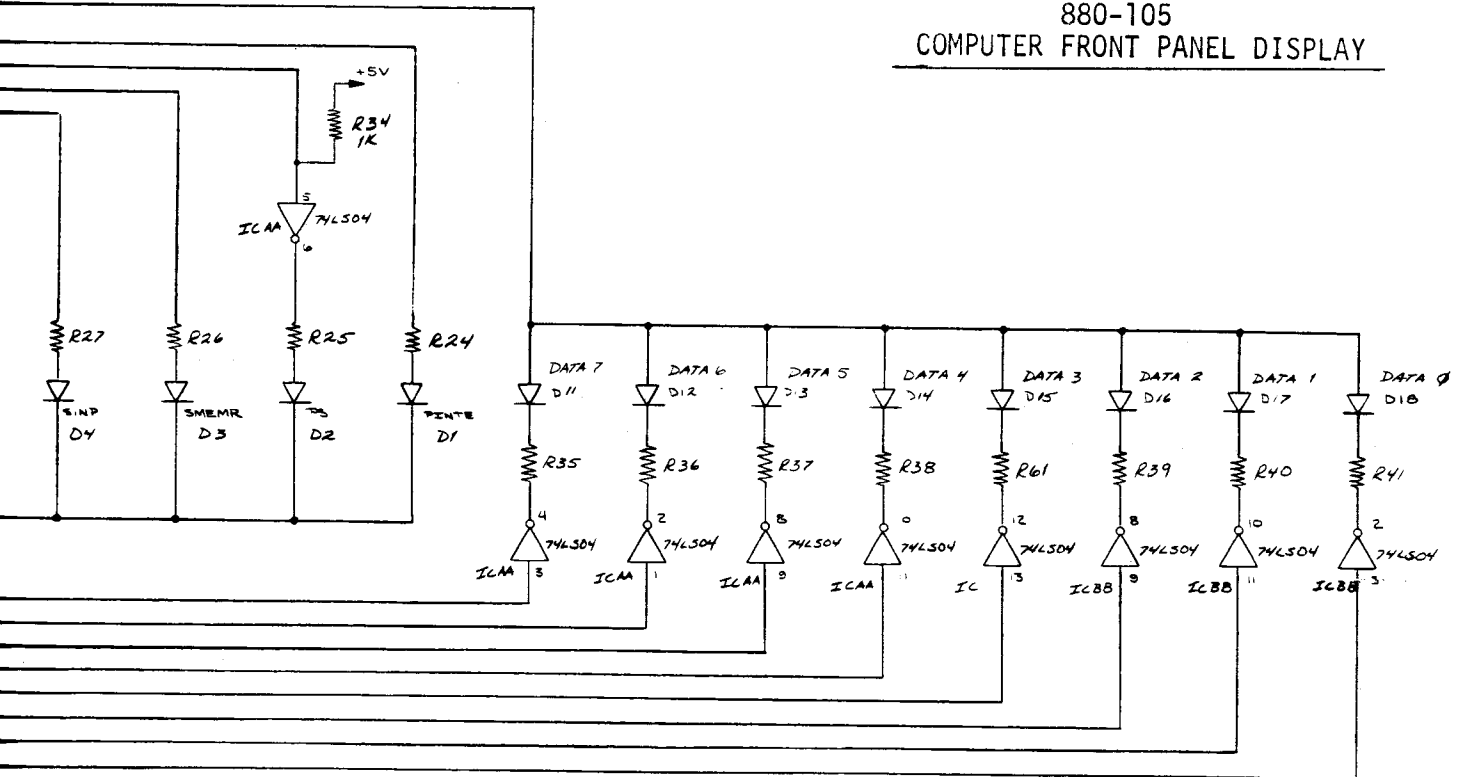 880-105
COMPUTER FRONT PANEL DISPLAY
+5V
R34
1K
5
ICAA
74LS04
6
R27
R26
R25
R24
SINP
D4
SMEMR
D3
D2
PINTE
D1
DATA 7
D11
DATA 6
D12
DATA 5
D13
DATA 4
D14
DATA 3
D15
DATA 2
D16
DATA 1
D17
DATA Ø
D18
R35
R36
R37
R38
R61
R39
R40
R41
4
74LS04
ICAA
3
2
74LS04
ICAA
1
8
74LS04
ICAA
9
74LS04
ICAA
12
74LS04
IC
13
8
74LS04
ICBB
9
10
74LS04
ICBB
11
2
74LS04
ICBB
3